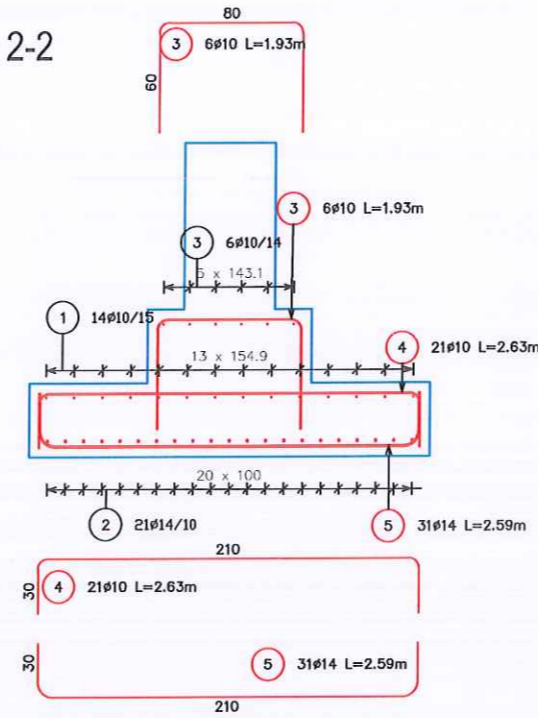 2-2
80
3 6ø10 L=1.93m
60
3 6ø10 L=1.93m
3 6ø10/14
5 x 143.1
1 14ø10/15
13 x 154.9
4 21ø10 L=2.63m
20 x 100
2 21ø14/10
5 31ø14 L=2.59m
210
30
4 21ø10 L=2.63m
30
5 31ø14 L=2.59m
210